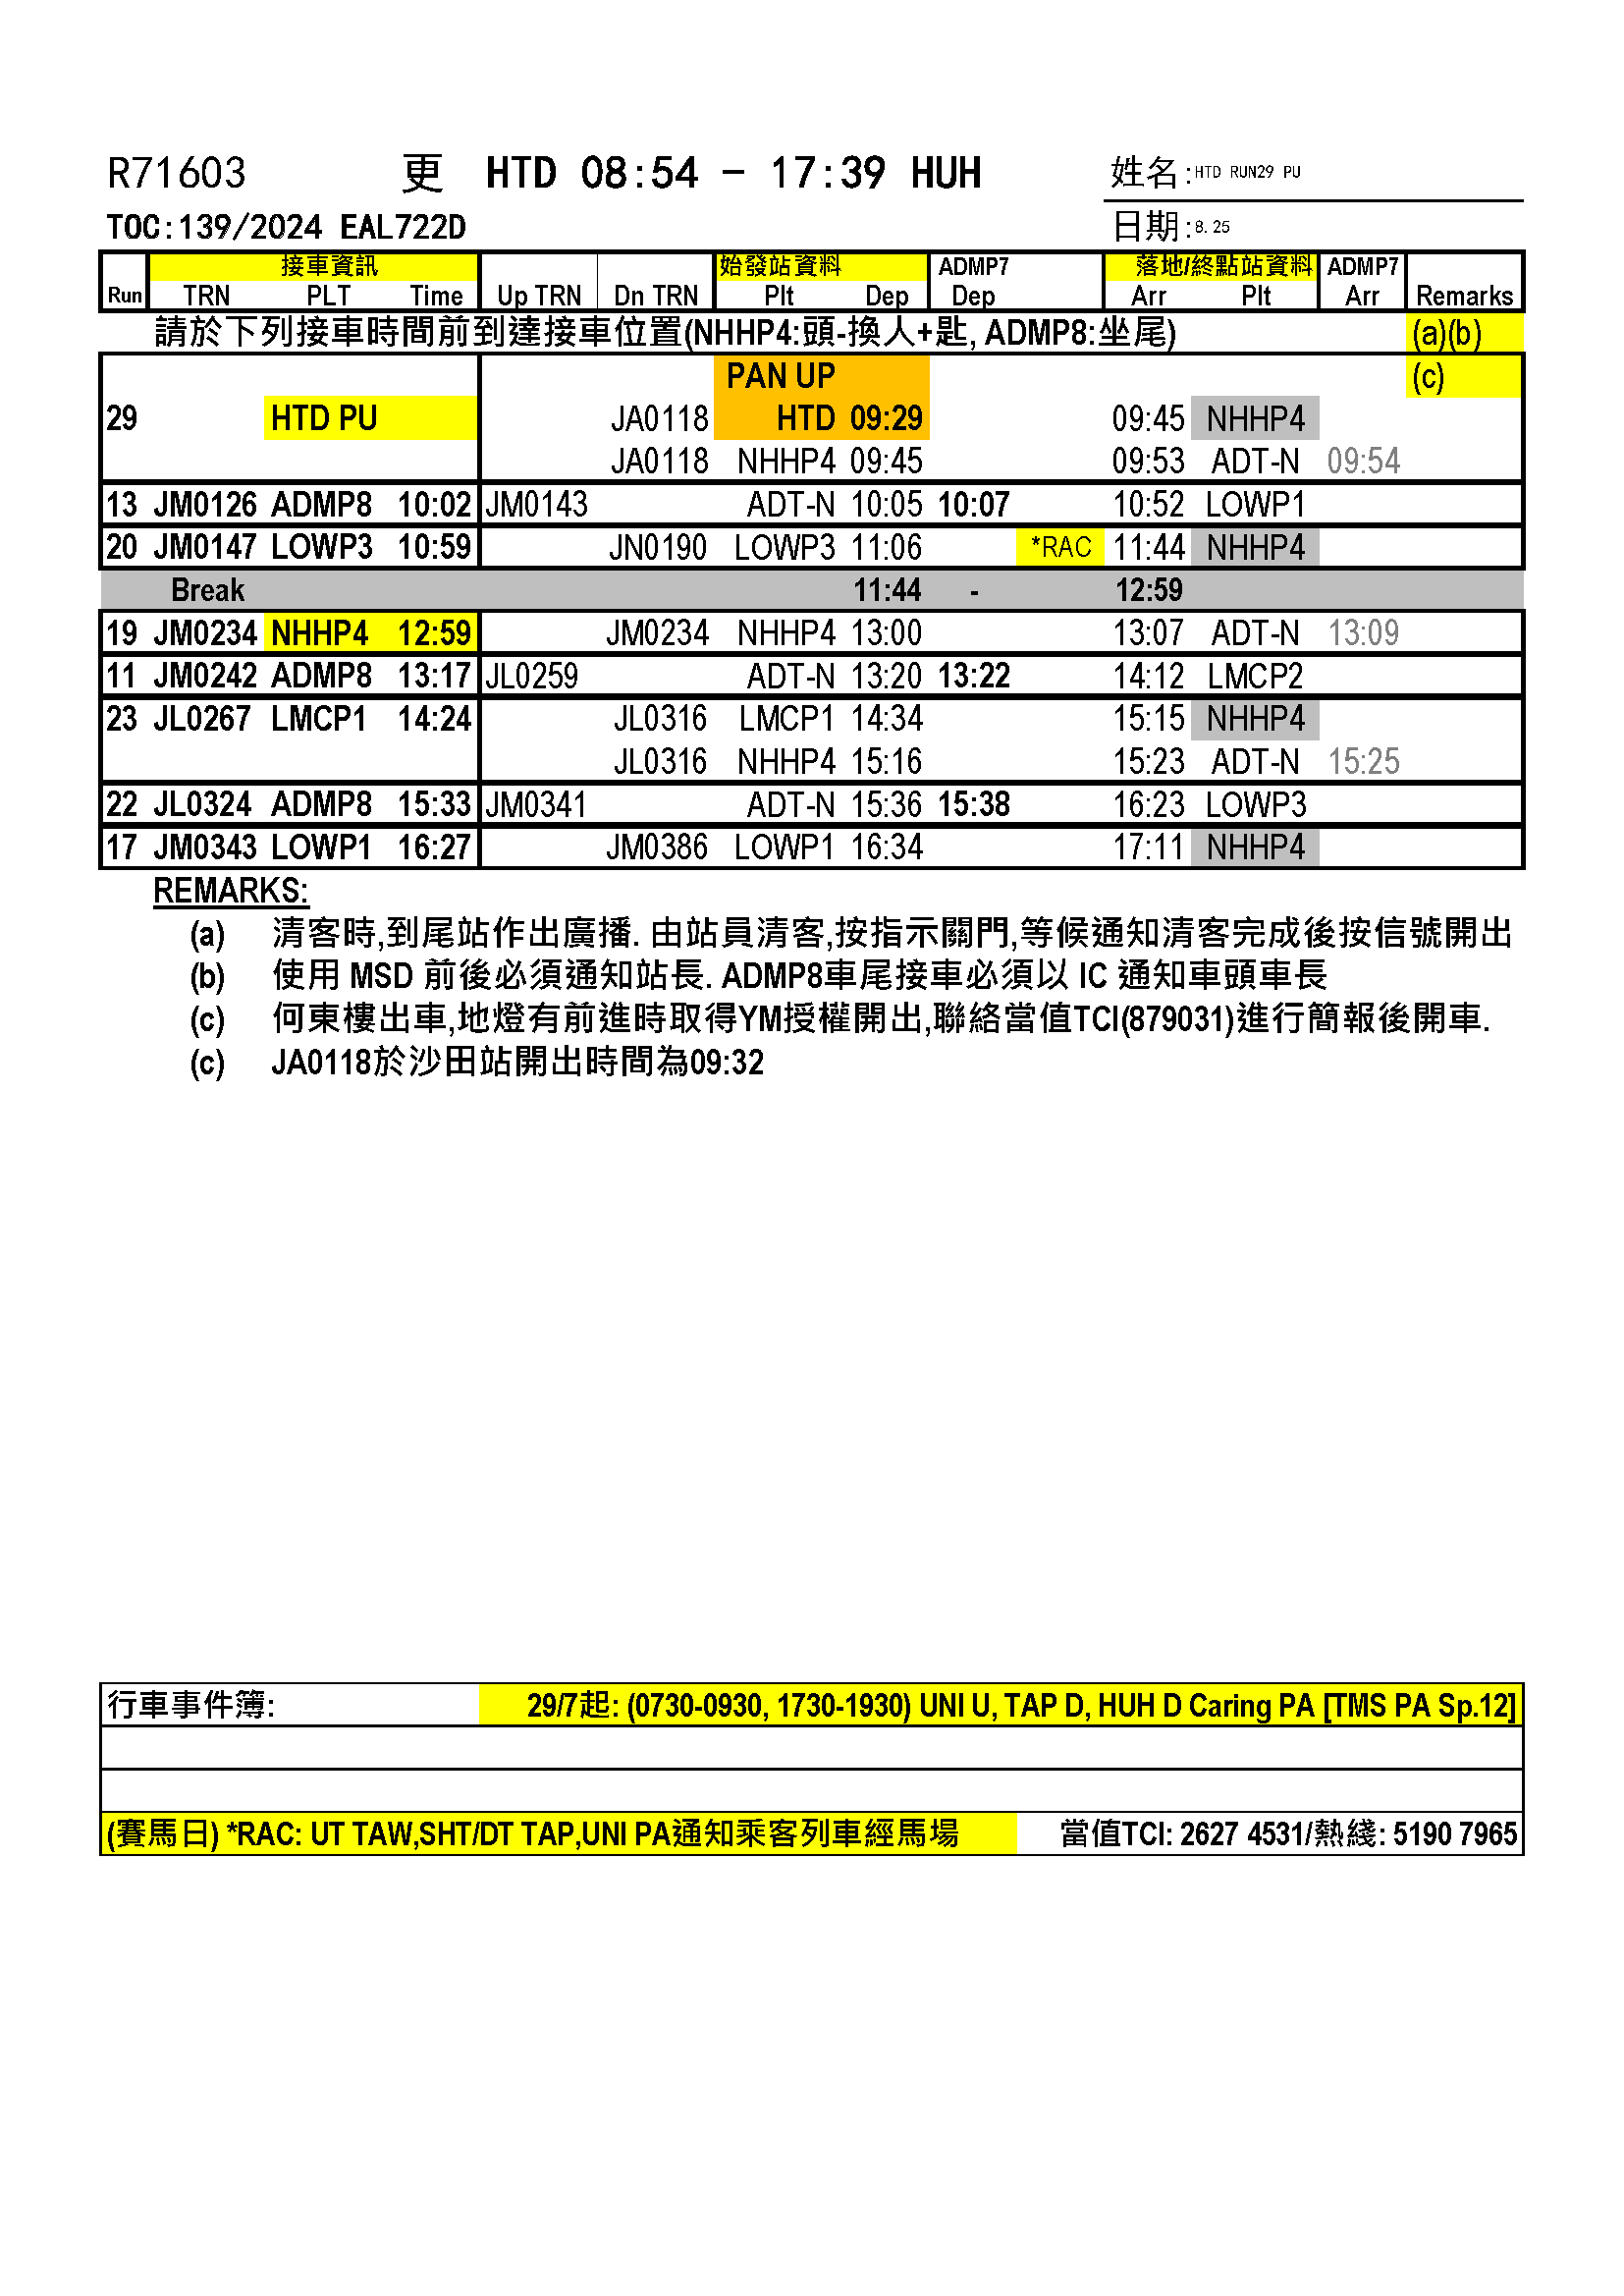 R71603 更 HTD 08:54 - 17:39 HUH 姓名:HTD RUN29 PU
TOC:139/2024 EAL722D 日期:8.25
接車資訊 始發站資料 ADMP7 落地/終點站資料 ADMP7
Run TRN PLT Time Up TRN Dn TRN Plt Dep Dep Arr Plt Arr Remarks
請於下列接車時間前到達接車位置(NHHP4:頭-換人+匙, ADMP8:坐尾) (a)(b)
PAN UP (c)
29 HTD PU JA0118 HTD 09:29 09:45 NHHP4
JA0118 NHHP4 09:45 09:53 ADT-N 09:54
13 JM0126 ADMP8 10:02 JM0143 ADT-N 10:05 10:07 10:52 LOWP1
20 JM0147 LOWP3 10:59 JN0190 LOWP3 11:06 *RAC 11:44 NHHP4
Break 11:44 - 12:59
19 JM0234 NHHP4 12:59 JM0234 NHHP4 13:00 13:07 ADT-N 13:09
11 JM0242 ADMP8 13:17 JL0259 ADT-N 13:20 13:22 14:12 LMCP2
23 JL0267 LMCP1 14:24 JL0316 LMCP1 14:34 15:15 NHHP4
JL0316 NHHP4 15:16 15:23 ADT-N 15:25
22 JL0324 ADMP8 15:33 JM0341 ADT-N 15:36 15:38 16:23 LOWP3
17 JM0343 LOWP1 16:27 JM0386 LOWP1 16:34 17:11 NHHP4
REMARKS:
(a) 清客時,到尾站作出廣播. 由站員清客,按指示關門,等候通知清客完成後按信號開出
(b) 使用 MSD 前後必須通知站長. ADMP8車尾接車必須以 IC 通知車頭車長
(c) 何東樓出車,地燈有前進時取得YM授權開出,聯絡當值TCI(879031)進行簡報後開車.
(c) JA0118於沙田站開出時間為09:32
行車事件簿: 29/7起: (0730-0930, 1730-1930) UNI U, TAP D, HUH D Caring PA [TMS PA Sp.12]
(賽馬日) *RAC: UT TAW,SHT/DT TAP,UNI PA通知乘客列車經馬場 當值TCI: 2627 4531/熱綫: 5190 7965